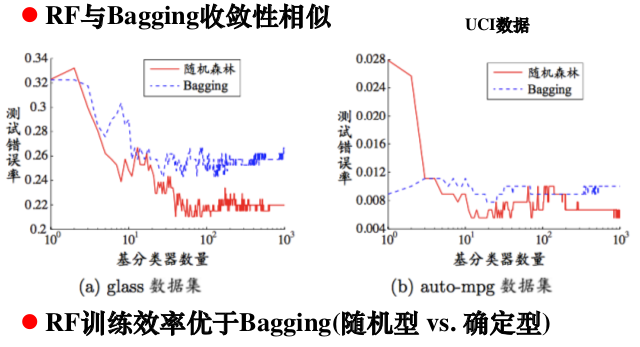 RF与Bagging收敛性相似
UCI数据
0.34
0.32
0.3
0.28
0.26
0.24
0.22
0.2
测试错误率
随机森林
Bagging
10⁰
10¹
10²
10³
基分类器数量
(a) glass 数据集
0.028
0.024
0.020
0.016
0.012
0.008
0.004
测试错误率
随机森林
Bagging
10⁰
10¹
10²
10³
基分类器数量
(b) auto-mpg 数据集
RF训练效率优于Bagging(随机型 vs. 确定型)